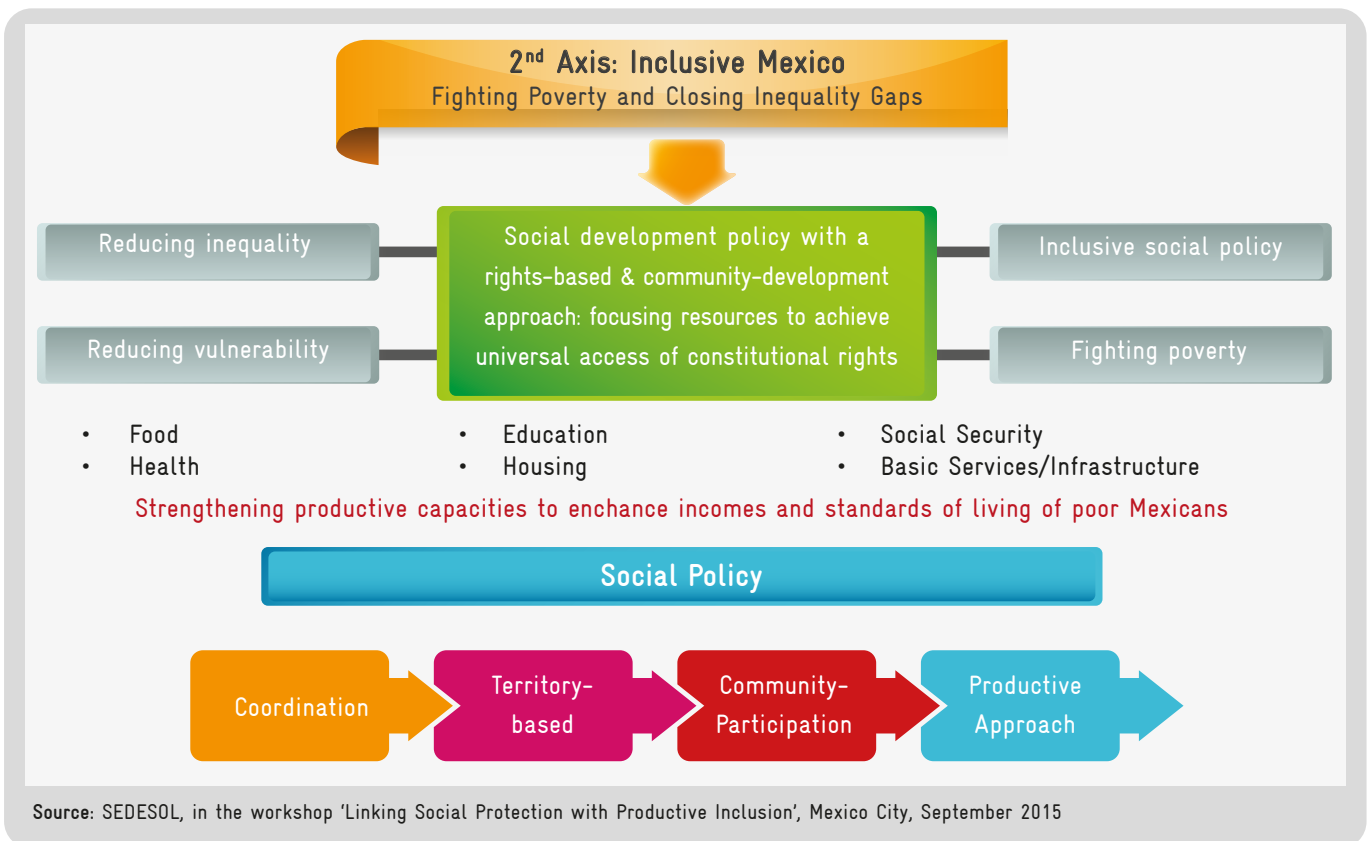 2nd Axis: Inclusive Mexico
Fighting Poverty and Closing Inequality Gaps
Reducing inequality
Reducing vulnerability
Social development policy with a
rights-based & community-development
approach: focusing resources to achieve
universal access of constitutional rights
Inclusive social policy
Fighting poverty
• Food
• Health
• Education
• Housing
• Social Security
• Basic Services/Infrastructure
Strengthening productive capacities to enchance incomes and standards of living of poor Mexicans
Social Policy
Coordination
Territory-
based
Community-
Participation
Productive
Approach
Source: SEDESOL, in the workshop 'Linking Social Protection with Productive Inclusion', Mexico City, September 2015